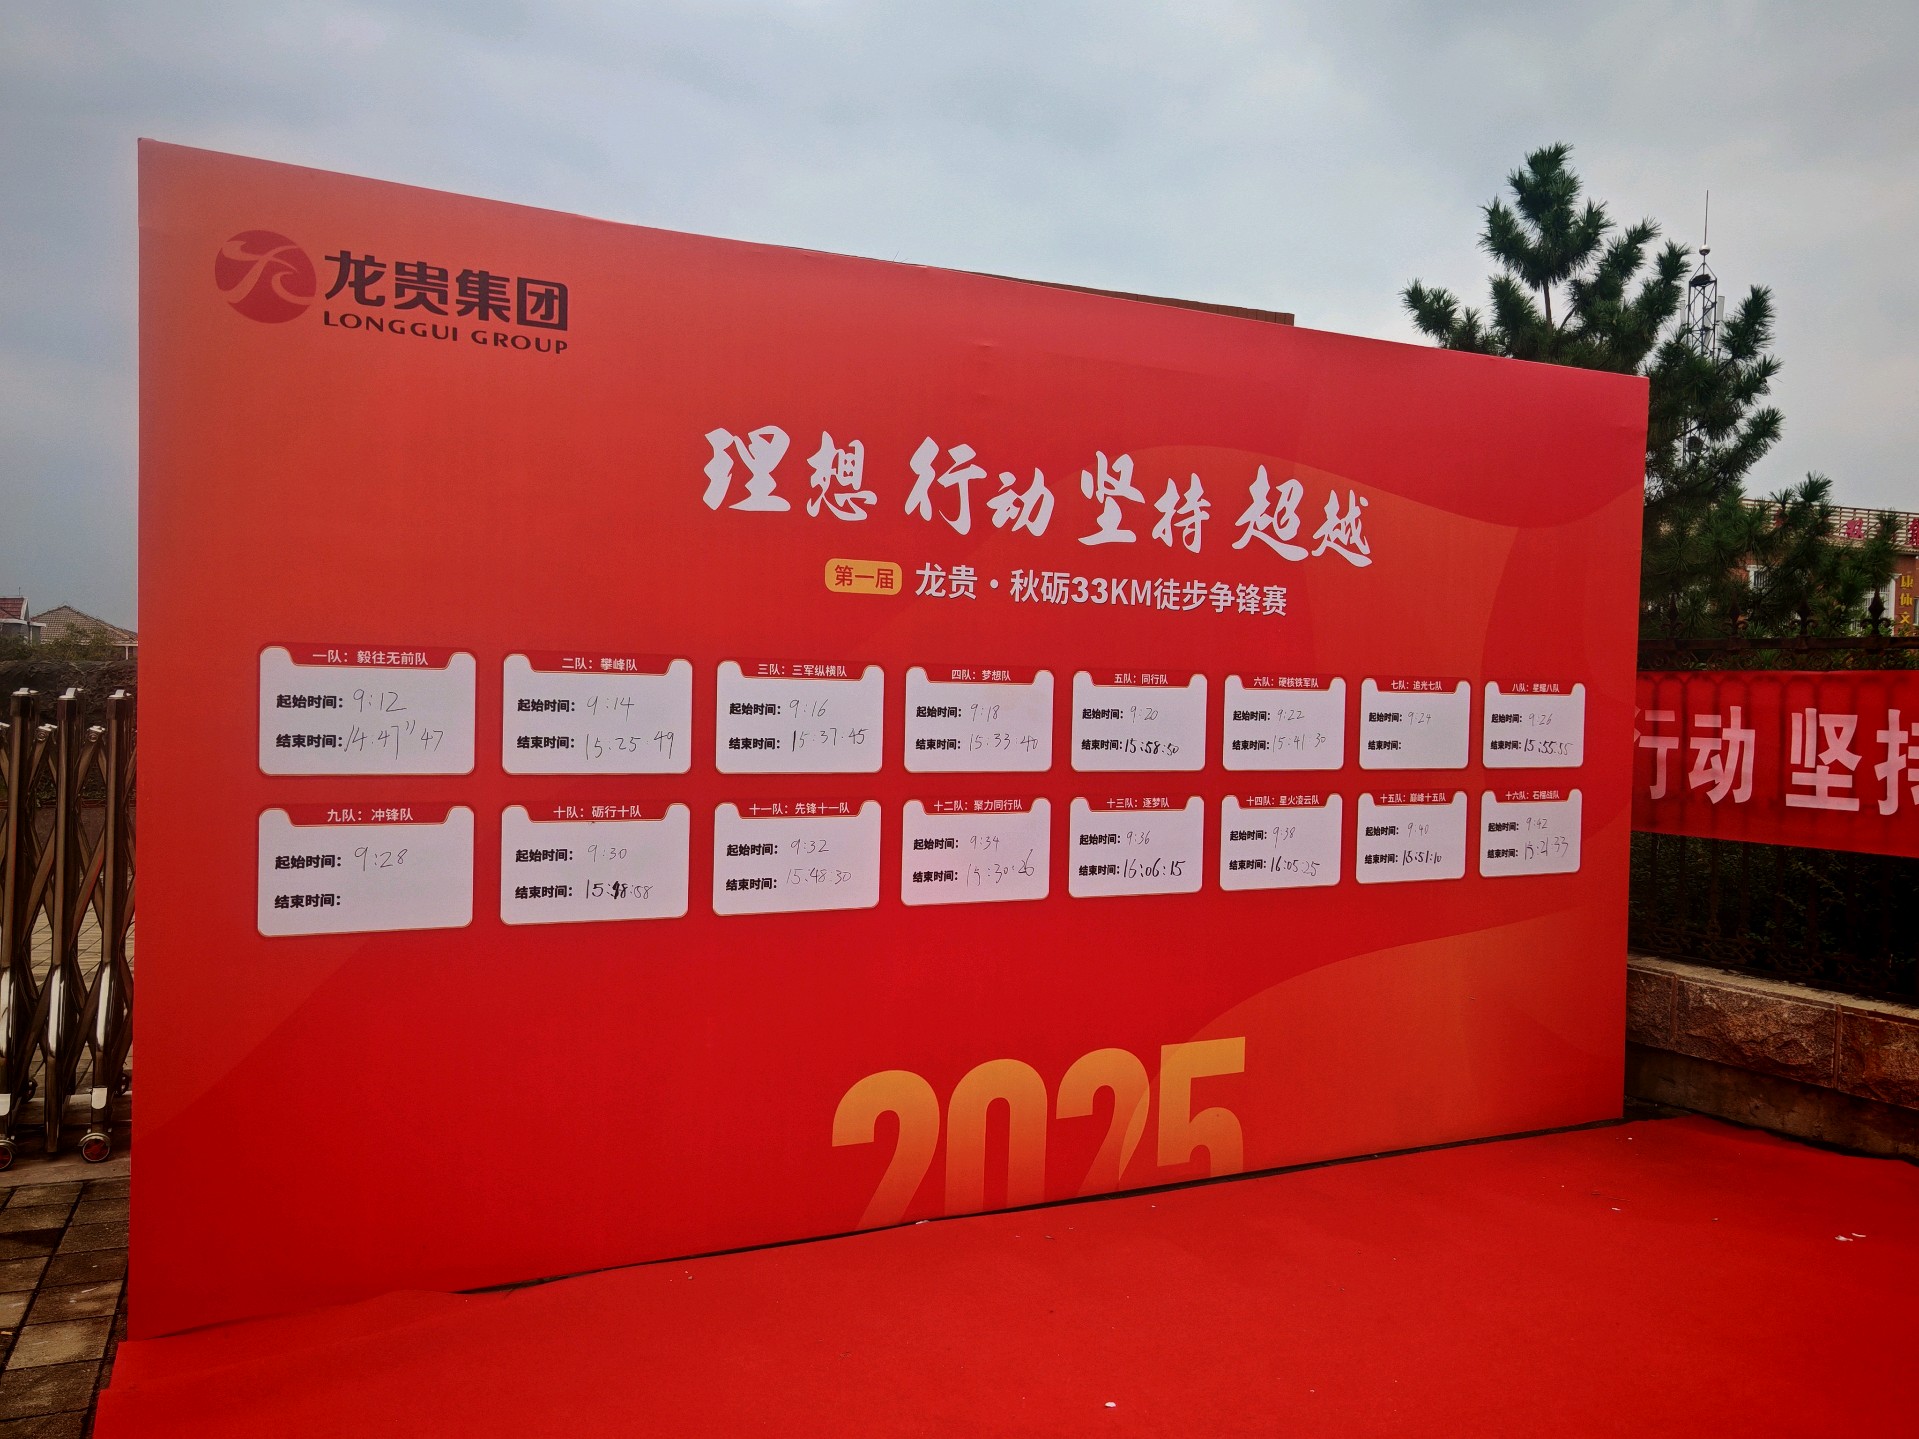 龙贵集团
LONGGUI GROUP
理想 行动 坚持 超越
第一届 龙贵·秋砺33KM徒步争锋赛
一队：毅往无前队
起始时间：9:12
结束时间：14:47"47
二队：攀峰队
起始时间：9:14
结束时间：15.25.49
三队：三军纵横队
起始时间：9:16
结束时间：15.37.45
四队：梦想队
起始时间：9:18
结束时间：15.33.40
五队：同行队
起始时间：9:20
结束时间：15:58:50
六队：硬核铁军队
起始时间：9:22
结束时间：15:41 30
七队：追光七队
起始时间：9:24
结束时间：
八队：星耀八队
起始时间：9:26
结束时间：15:55:55
九队：冲锋队
起始时间：9:28
结束时间：
十队：砺行十队
起始时间：9:30
结束时间：15:48:58
十一队：先锋十一队
起始时间：9:32
结束时间：15:48:30
十二队：聚力同行队
起始时间：9:34
结束时间：15:30:26
十三队：逐梦队
起始时间：9:36
结束时间：16:06:15
十四队：星火凌云队
起始时间：9:38
结束时间：16:05:25
十五队：巅峰十五队
起始时间：9:40
结束时间：15:51:10
十六队：石榴战队
起始时间：9:42
结束时间：15:21 33
2025
行动 坚持